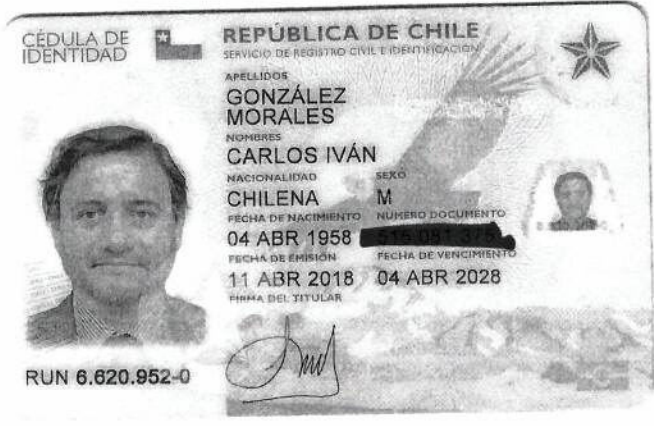 CÉDULA DE
IDENTIDAD
REPÚBLICA DE CHILE
SERVICIO DE REGISTRO CIVIL E IDENTIFICACIÓN
APELLIDOS
GONZÁLEZ
MORALES
NOMBRES
CARLOS IVÁN
NACIONALIDAD SEXO
CHILENA M
FECHA DE NACIMIENTO NÚMERO DOCUMENTO
04 ABR 1958
FECHA DE EMISIÓN FECHA DE VENCIMIENTO
11 ABR 2018 04 ABR 2028
FIRMA DEL TITULAR
RUN 6.620.952-0